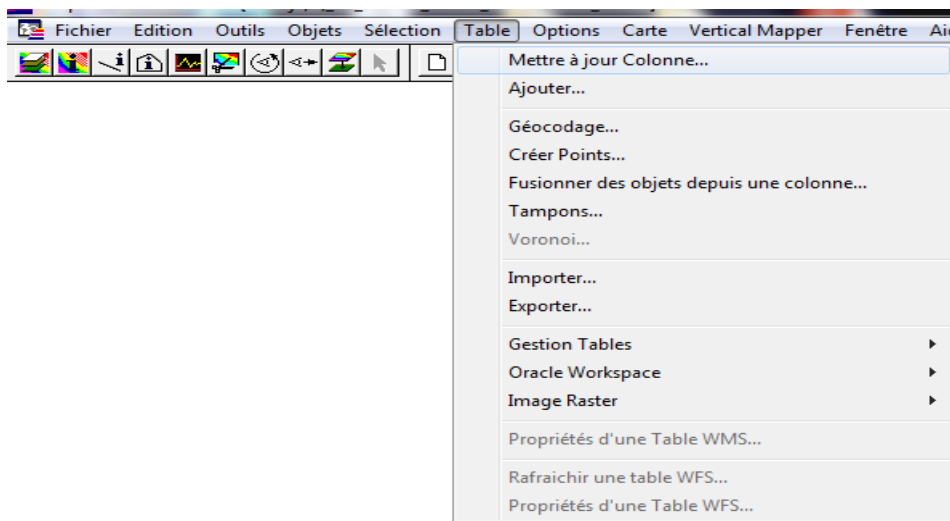 Fichier Edition Outils Objets Sélection Table Options Carte Vertical Mapper Fenêtre
Mettre à jour Colonne...
Ajouter...
Géocodage...
Créer Points...
Fusionner des objets depuis une colonne...
Tampons...
Voronoi...
Importer...
Exporter...
Gestion Tables
Oracle Workspace
Image Raster
Propriétés d'une Table WMS...
Rafraichir une table WFS...
Propriétés d'une Table WFS...